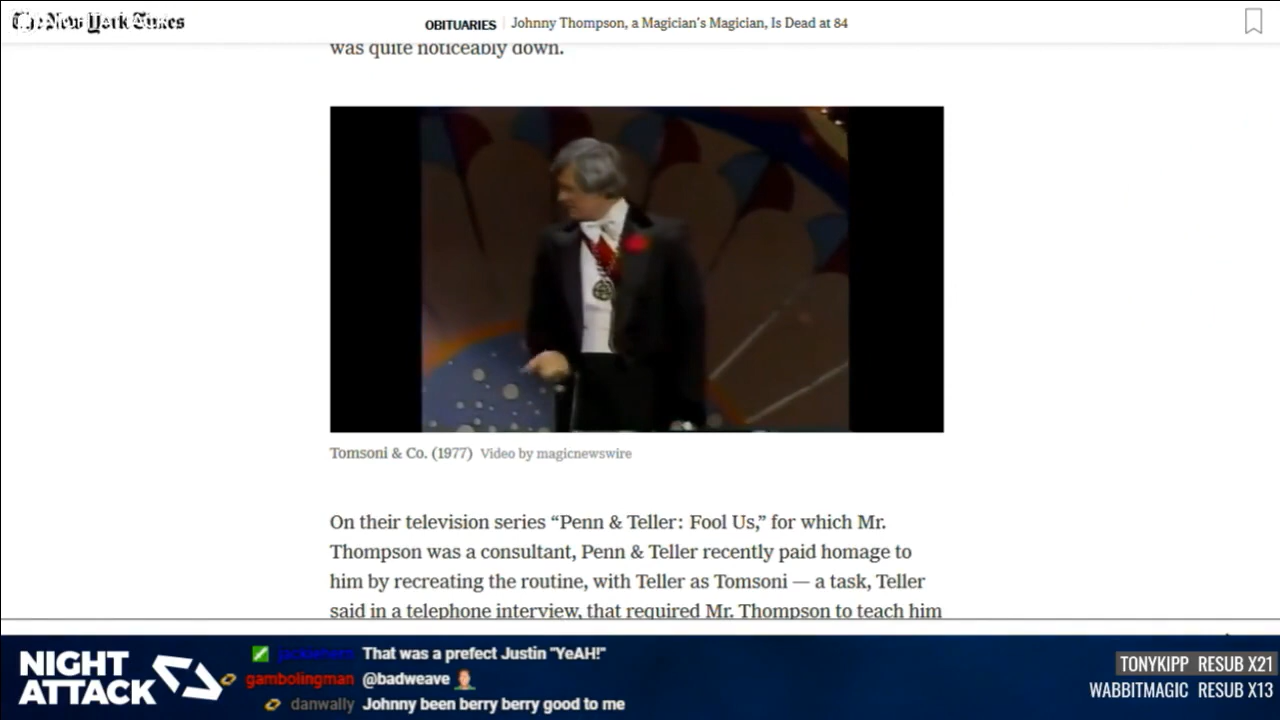 The New York Times
OBITUARIES Johnny Thompson, a Magician's Magician, Is Dead at 84
was quite noticeably down.
Tomsoni & Co. (1977) Video by magicnewswire
On their television series “Penn & Teller: Fool Us,” for which Mr.
Thompson was a consultant, Penn & Teller recently paid homage to
him by recreating the routine, with Teller as Tomsoni — a task, Teller
said in a telephone interview, that required Mr. Thompson to teach him
NIGHT
ATTACK
That was a prefect Justin "YeAH!"
gambolingman @badweave
danwally Johnny been berry berry good to me
TONYKIPP RESUB X21
WABBITMAGIC RESUB X13